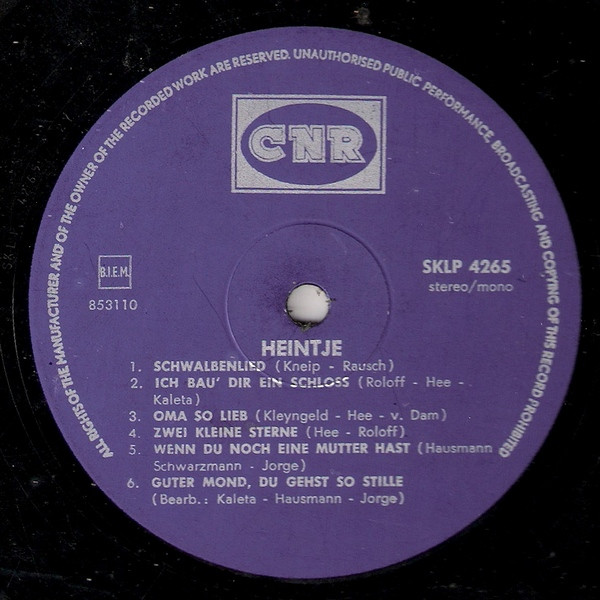 ALL RIGHTS OF THE MANUFACTURER AND OF THE OWNER OF THE RECORDED WORK ARE RESERVED. UNAUTHORISED PUBLIC PERFORMANCE, BROADCASTING AND COPYING OF THIS RECORD PROHIBITED
CNR
B.I.E.M.
853110
SKLP 4265
stereo/mono
HEINTJE
1. SCHWALBENLIED (Kneip - Rausch)
2. ICH BAU' DIR EIN SCHLOSS (Roloff - Hee -
Kaleta)
3. OMA SO LIEB (Kleyngeld - Hee - v. Dam)
4. ZWEI KLEINE STERNE (Hee - Roloff)
5. WENN DU NOCH EINE MUTTER HAST (Hausmann
Schwarzmann - Jorge)
6. GUTER MOND, DU GEHST SO STILLE
(Bearb.: Kaleta - Hausmann - Jorge)